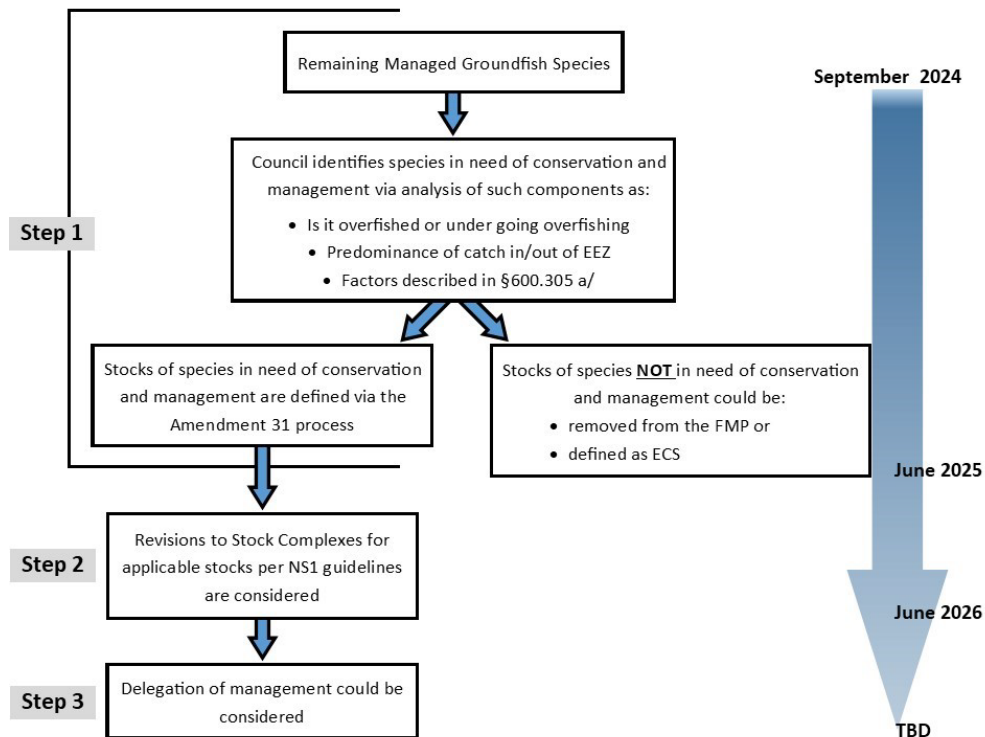 September 2024
Remaining Managed Groundfish Species
Council identifies species in need of conservation and
management via analysis of such components as:
• Is it overfished or under going overfishing
• Predominance of catch in/out of EEZ
• Factors described in §600.305 a/
Step 1
Stocks of species in need of conservation
and management are defined via the
Amendment 31 process
Stocks of species NOT in need of conservation
and management could be:
• removed from the FMP or
• defined as ECS
June 2025
Step 2
Revisions to Stock Complexes for
applicable stocks per NS1 guidelines
are considered
June 2026
Step 3
Delegation of management could be
considered
TBD